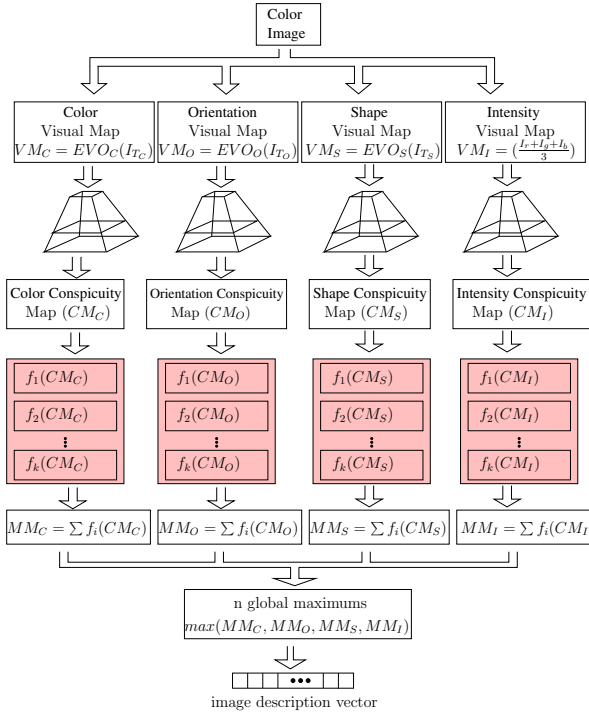 Color
Image
Color
Visual Map
VM_C = EVO_C(I_{T_C})
Orientation
Visual Map
VM_O = EVO_O(I_{T_O})
Shape
Visual Map
VM_S = EVO_S(I_{T_S})
Intensity
Visual Map
VM_I = (\frac{I_r+I_g+I_b}{3})
Color Conspicuity
Map (CM_C)
Orientation Conspicuity
Map (CM_O)
Shape Conspicuity
Map (CM_S)
Intensity Conspicuity
Map (CM_I)
f_1(CM_C)
f_2(CM_C)
⋮
f_k(CM_C)
f_1(CM_O)
f_2(CM_O)
⋮
f_k(CM_O)
f_1(CM_S)
f_2(CM_S)
⋮
f_k(CM_S)
f_1(CM_I)
f_2(CM_I)
⋮
f_k(CM_I)
MM_C = ∑ f_i(CM_C)
MM_O = ∑ f_i(CM_O)
MM_S = ∑ f_i(CM_S)
MM_I = ∑ f_i(CM_I
n global maximums
max(MM_C, MM_O, MM_S, MM_I)
•••
image description vector